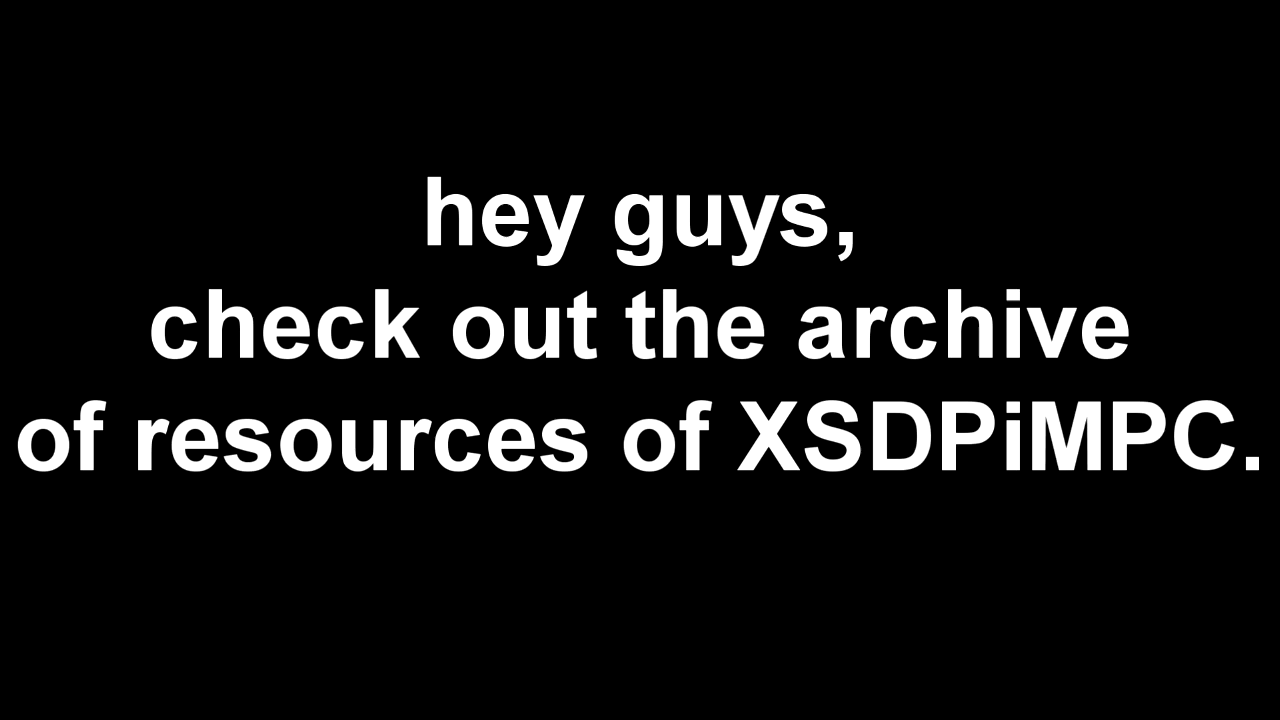 hey guys,
check out the archive
of resources of XSDPiMPC.